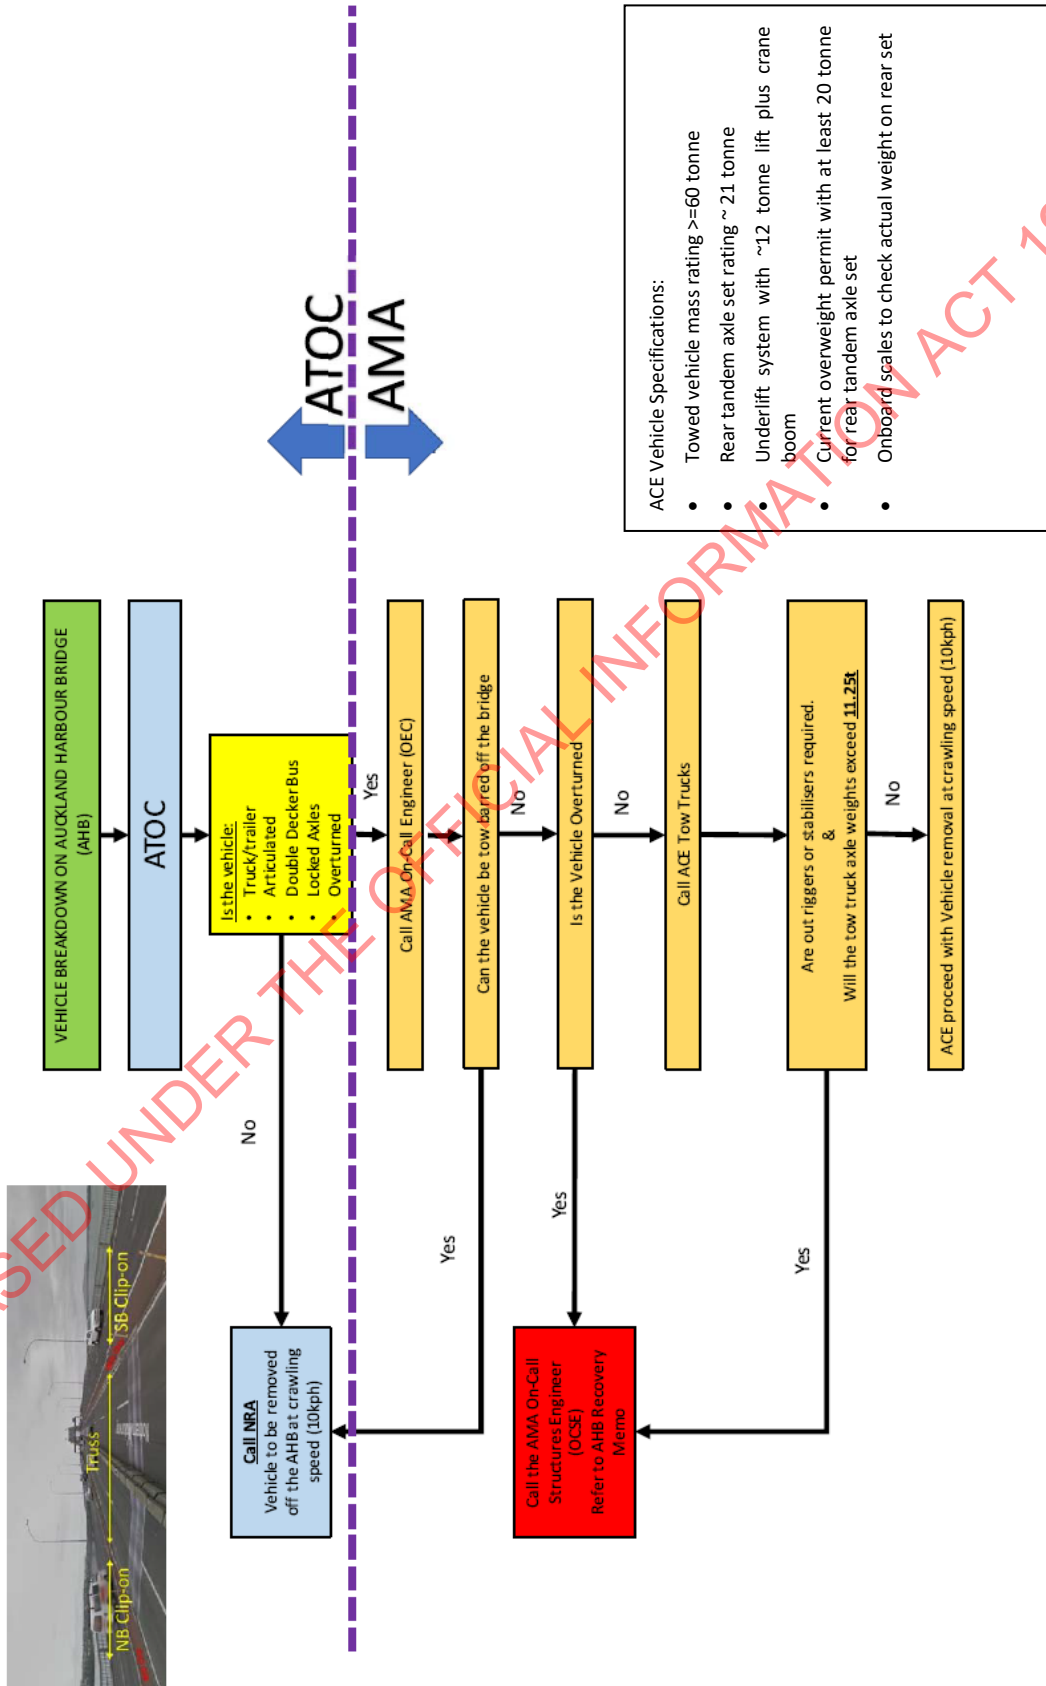 NB Clip-on
Truss
SB Clip-on
VEHICLE BREAKDOWN ON AUCKLAND HARBOUR BRIDGE
(AHB)
ATOC
Is the vehicle:
• Truck/trailer
• Articulated
• Double Decker Bus
• Locked Axles
• Overturned
No
Call NRA
Vehicle to be removed
off the AHB at crawling
speed (10kph)
ATOC
AMA
Yes
Call AMA On-Call Engineer (OEC)
Can the vehicle be tow barred off the bridge
Yes
No
Is the Vehicle Overturned
Yes
No
Call the AMA On-Call
Structures Engineer
(OCSE)
Refer to AHB Recovery
Memo
Call ACE Tow Trucks
Are out riggers or stabilisers required.
&
Will the tow truck axle weights exceed 11.25t
Yes
No
ACE proceed with Vehicle removal at crawling speed (10kph)
ACE Vehicle Specifications:
• Towed vehicle mass rating >=60 tonne
• Rear tandem axle set rating ~ 21 tonne
• Underlift system with ~12 tonne lift plus crane
boom
• Current overweight permit with at least 20 tonne
for rear tandem axle set
• Onboard scales to check actual weight on rear set
UNDER THE OFFICIAL INFORMATION ACT